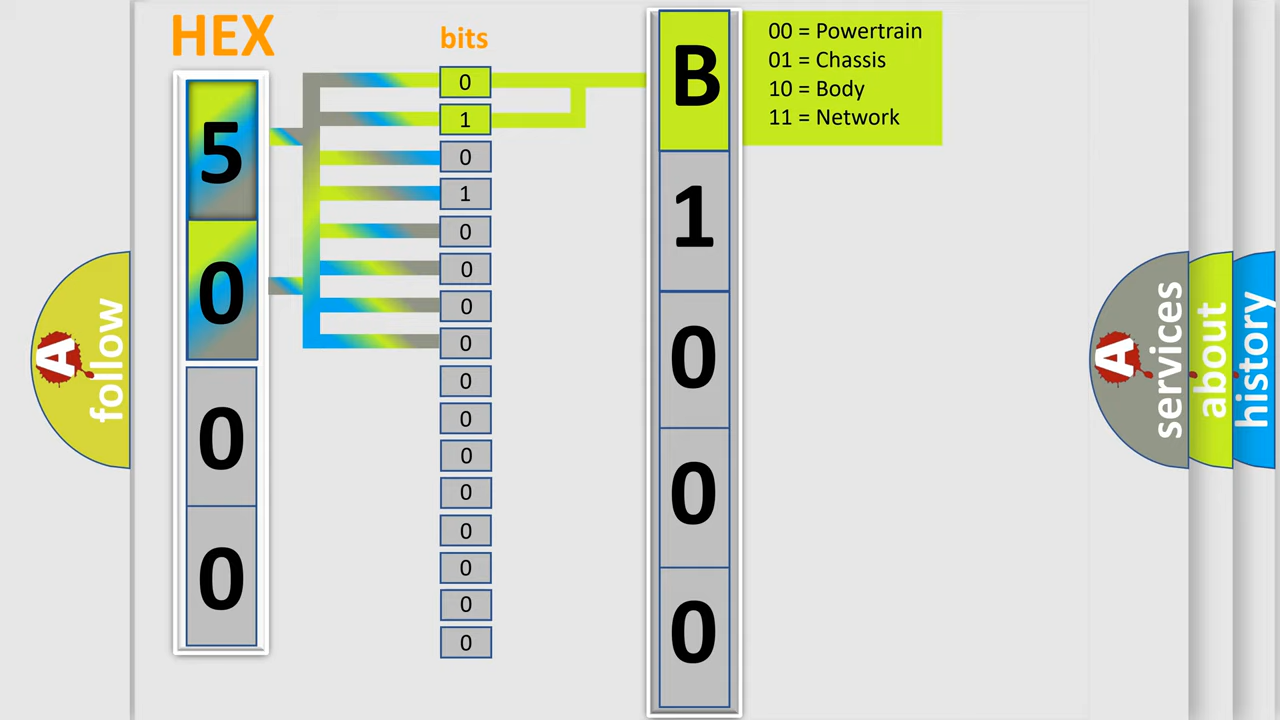 HEX
bits
5
0
0
0
0
1
0
1
0
0
0
0
0
0
0
0
0
0
0
0
B
1
0
0
0
00 = Powertrain
01 = Chassis
10 = Body
11 = Network
A
follow
A
services
about
history